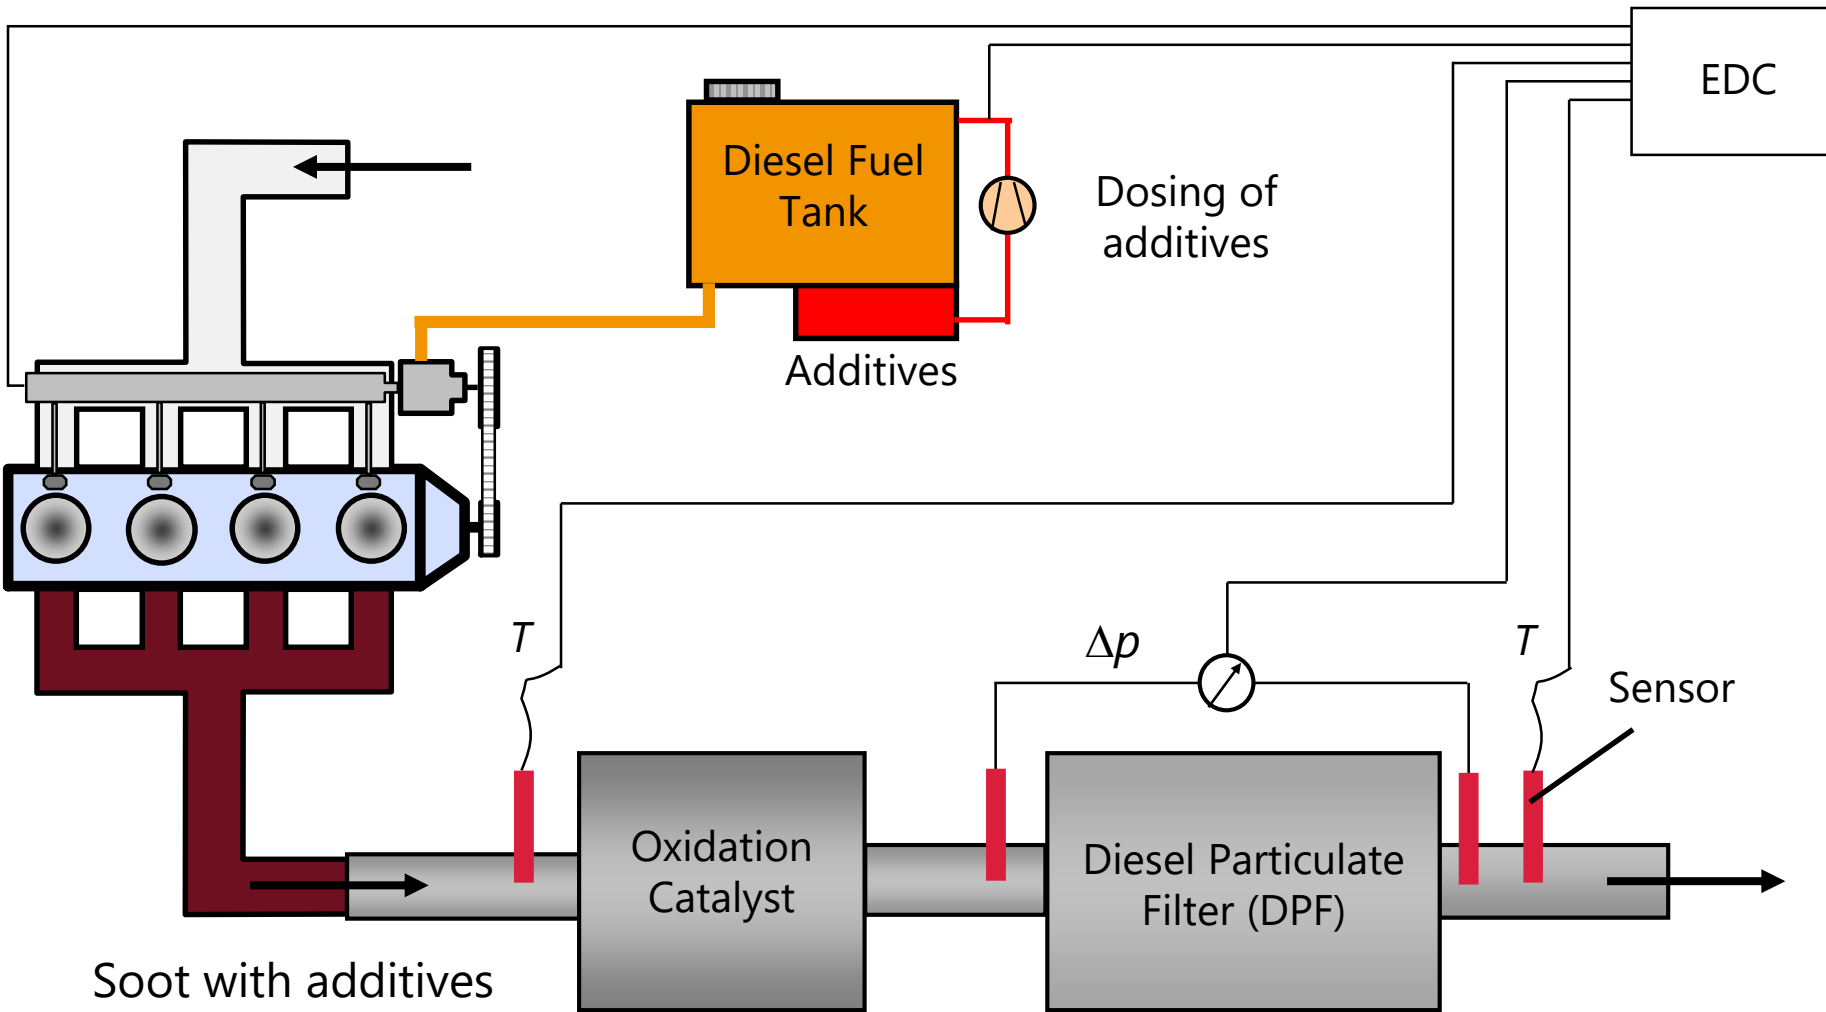 EDC
Diesel Fuel
Tank
Dosing of
additives
Additives
T
Δp
T
Sensor
Oxidation
Catalyst
Diesel Particulate
Filter (DPF)
Soot with additives